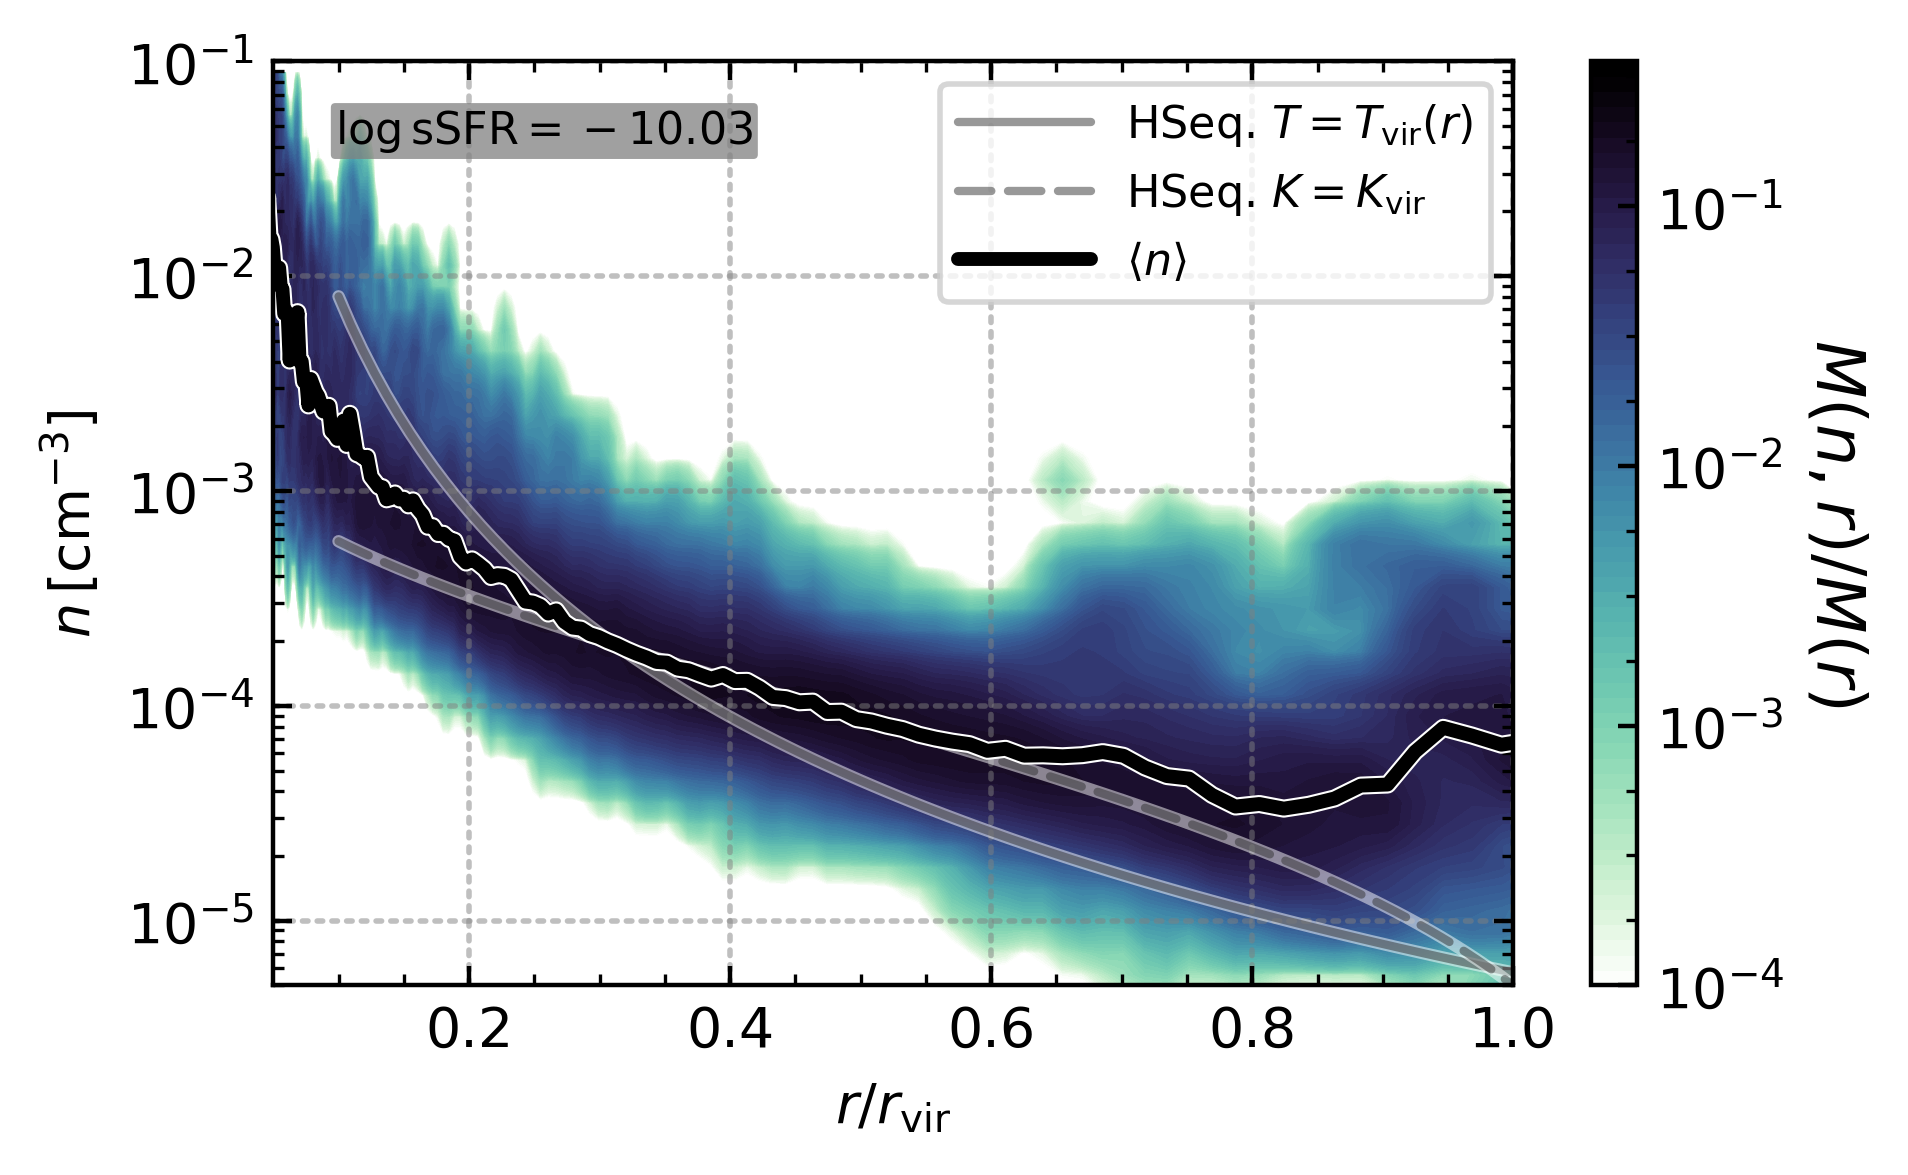 log sSFR = −10.03
HSeq. T = T_vir(r)
HSeq. K = K_vir
⟨n⟩
10⁻¹
10⁻²
10⁻³
10⁻⁴
10⁻⁵
n [cm⁻³]
0.2 0.4 0.6 0.8 1.0
r/r_vir
10⁻¹
10⁻²
10⁻³
10⁻⁴
M(n, r)/M(r)